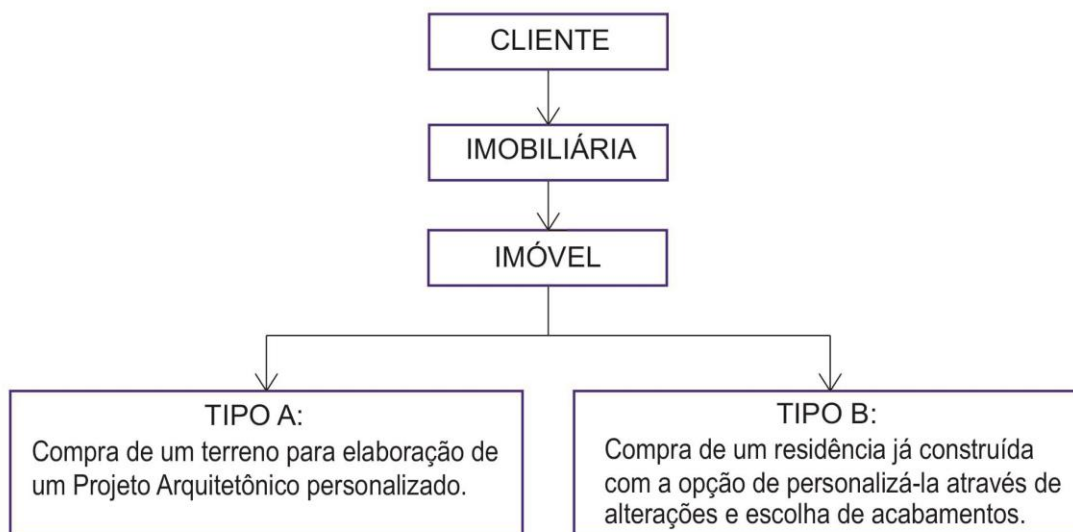 CLIENTE
IMOBILIÁRIA
IMÓVEL
TIPO A:
Compra de um terreno para elaboração de
um Projeto Arquitetônico personalizado.
TIPO B:
Compra de um residência já construída
com a opção de personalizá-la através de
alterações e escolha de acabamentos.